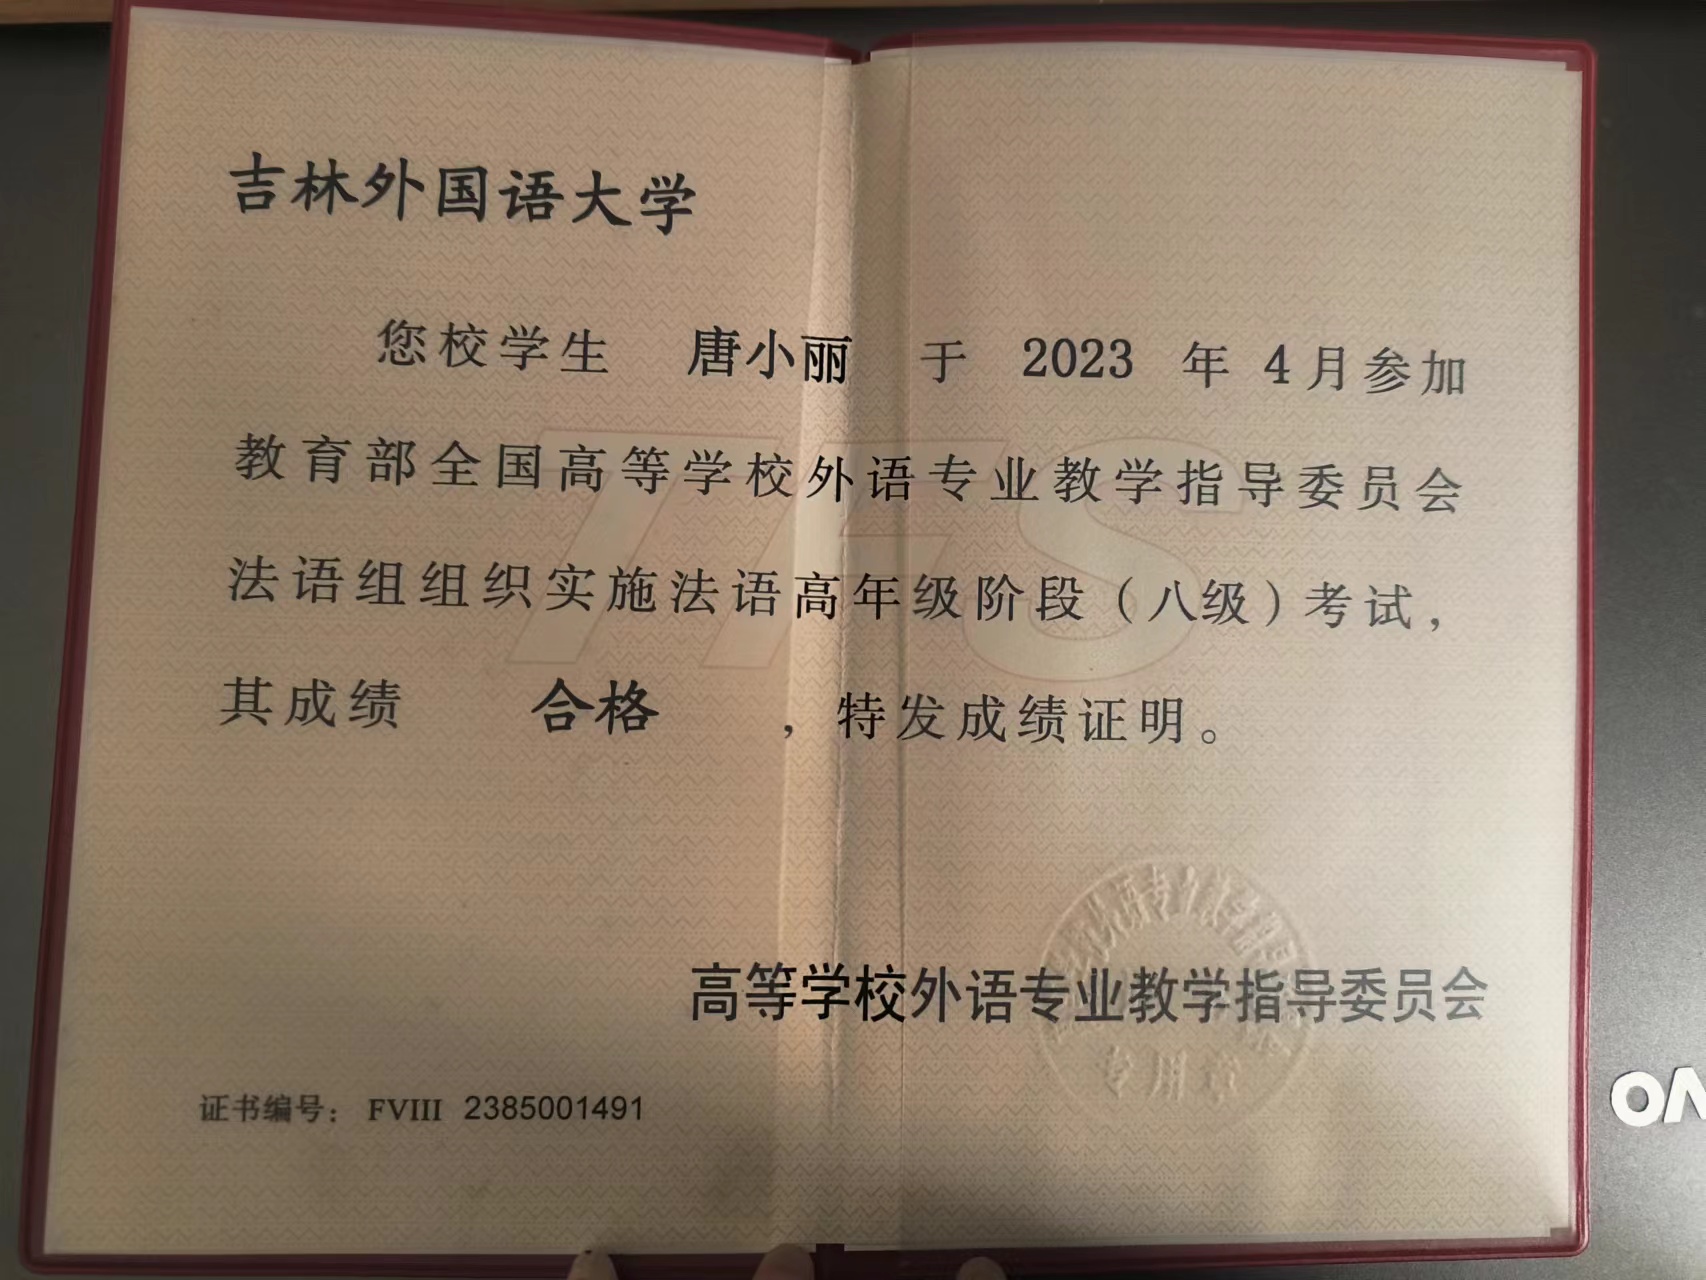 吉林外国语大学
您校学生 唐小丽 于 2023 年 4月参加
教育部全国高等学校外语专业教学指导委员会
法语组组织实施法语高年级阶段（八级）考试，
其成绩 合格 ，特发成绩证明。
TFS
高等学校外语专业教学指导委员会
专用章
证书编号： FVIII 2385001491